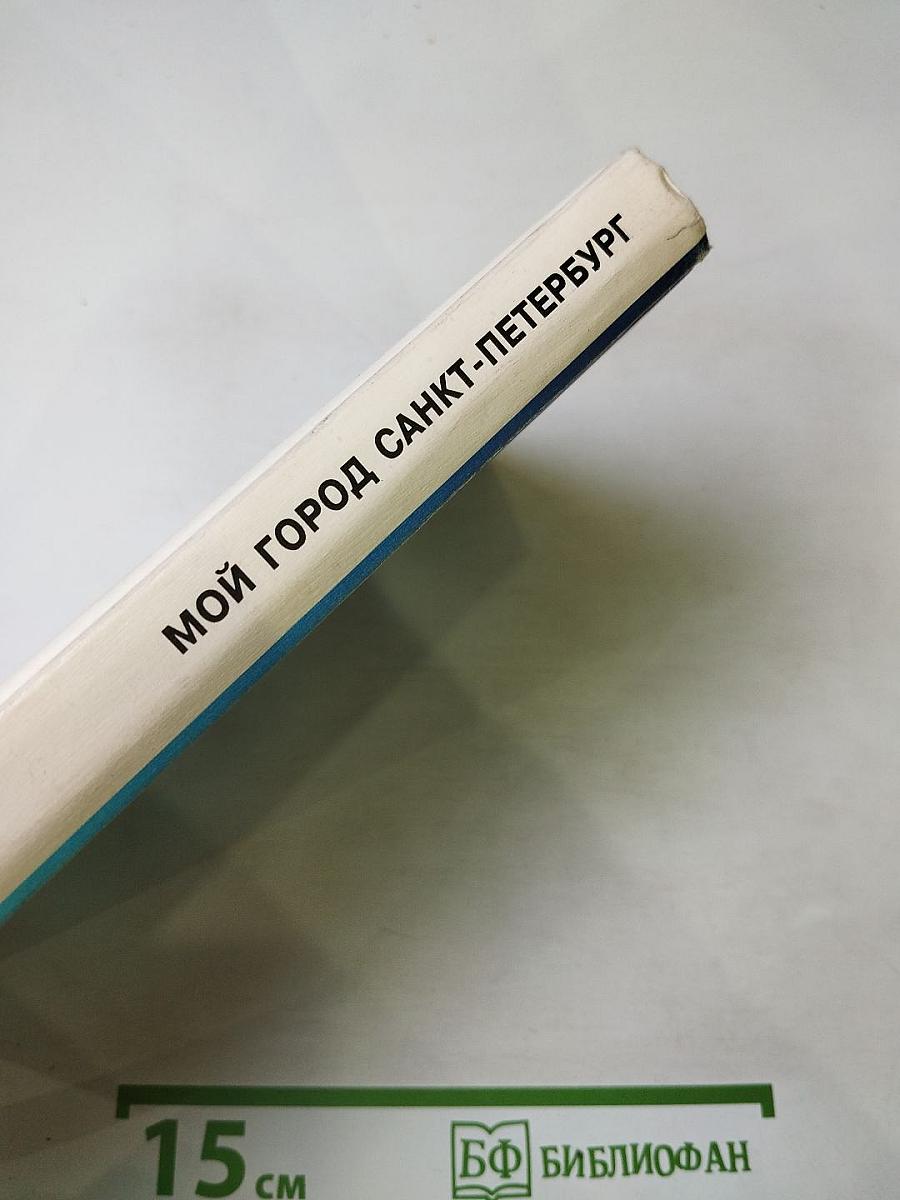 МОЙ ГОРОД САНКТ-ПЕТЕРБУРГ
15 см
БФ БИБЛИОФАН